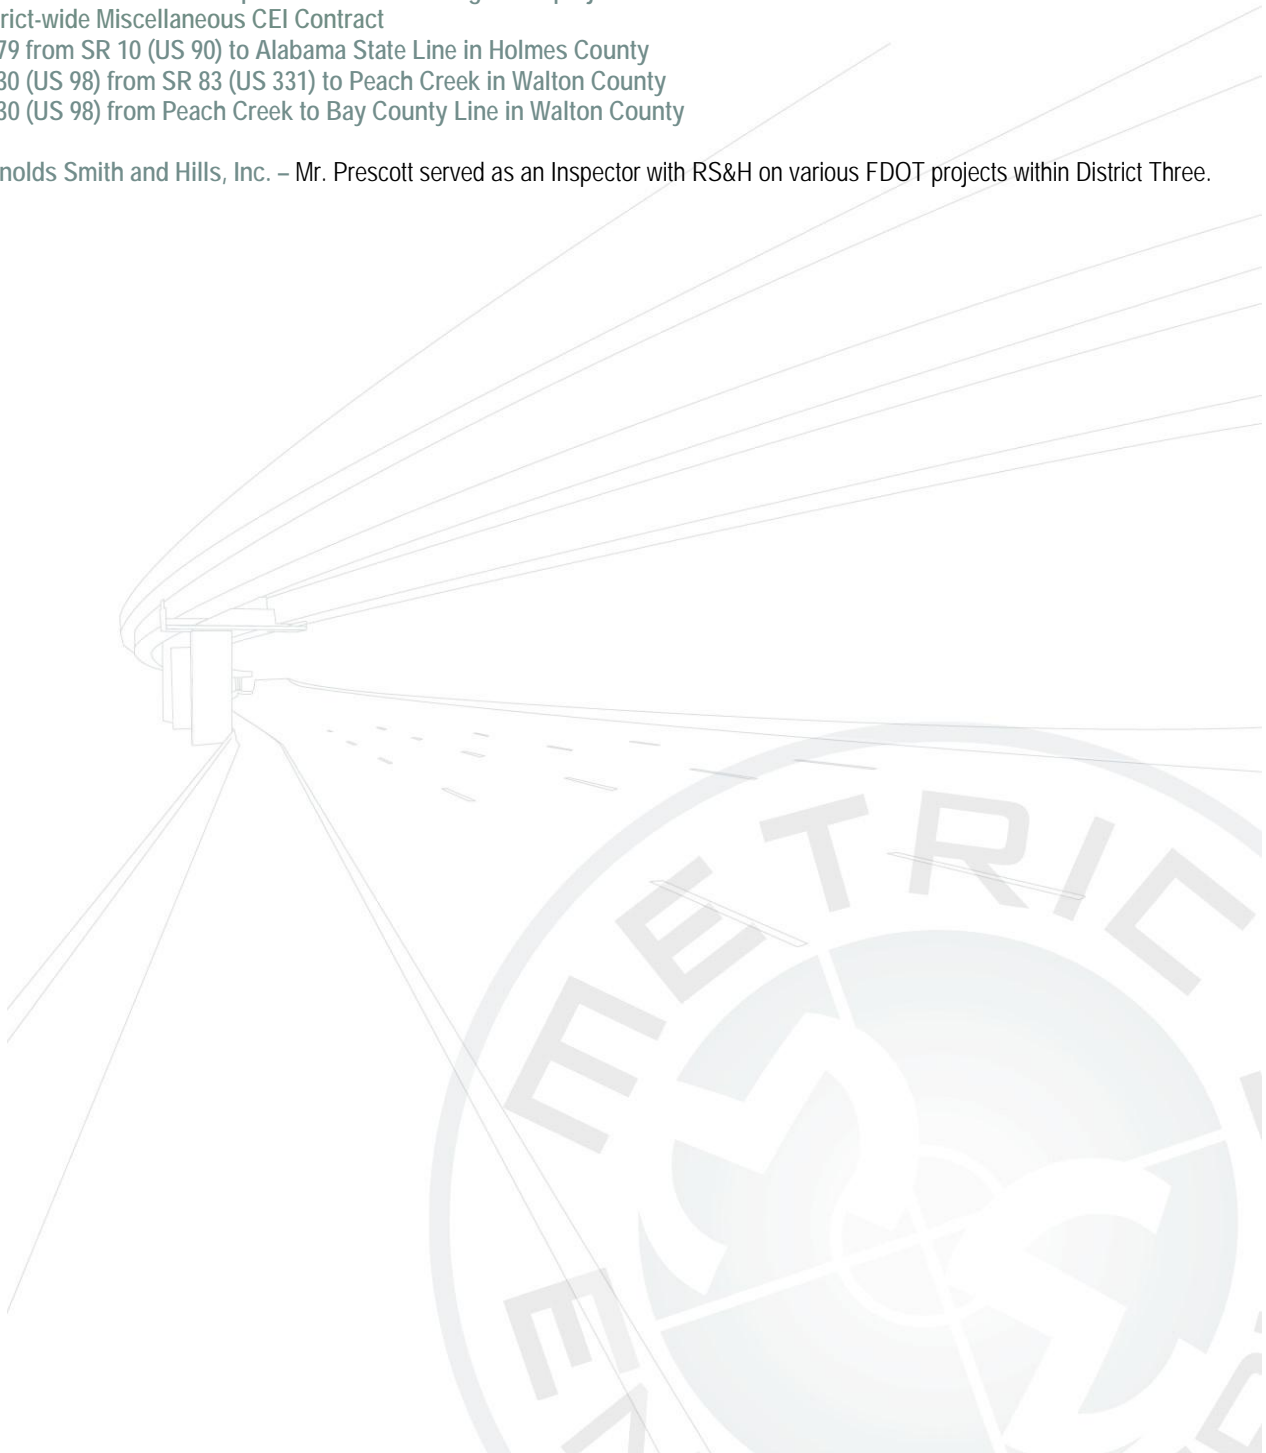 rict-wide Miscellaneous CEI Contract
79 from SR 10 (US 90) to Alabama State Line in Holmes County
30 (US 98) from SR 83 (US 331) to Peach Creek in Walton County
30 (US 98) from Peach Creek to Bay County Line in Walton County
nolds Smith and Hills, Inc. – Mr. Prescott served as an Inspector with RS&H on various FDOT projects within District Three.
METRIC